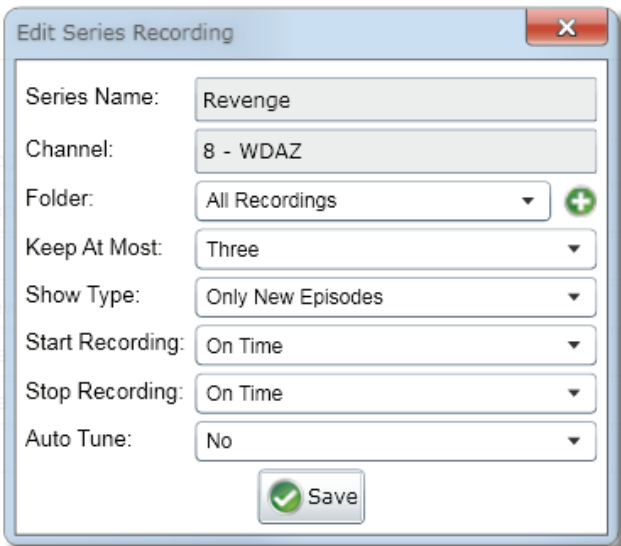 Edit Series Recording
Series Name: Revenge
Channel: 8 - WDAZ
Folder: All Recordings
Keep At Most: Three
Show Type: Only New Episodes
Start Recording: On Time
Stop Recording: On Time
Auto Tune: No
Save